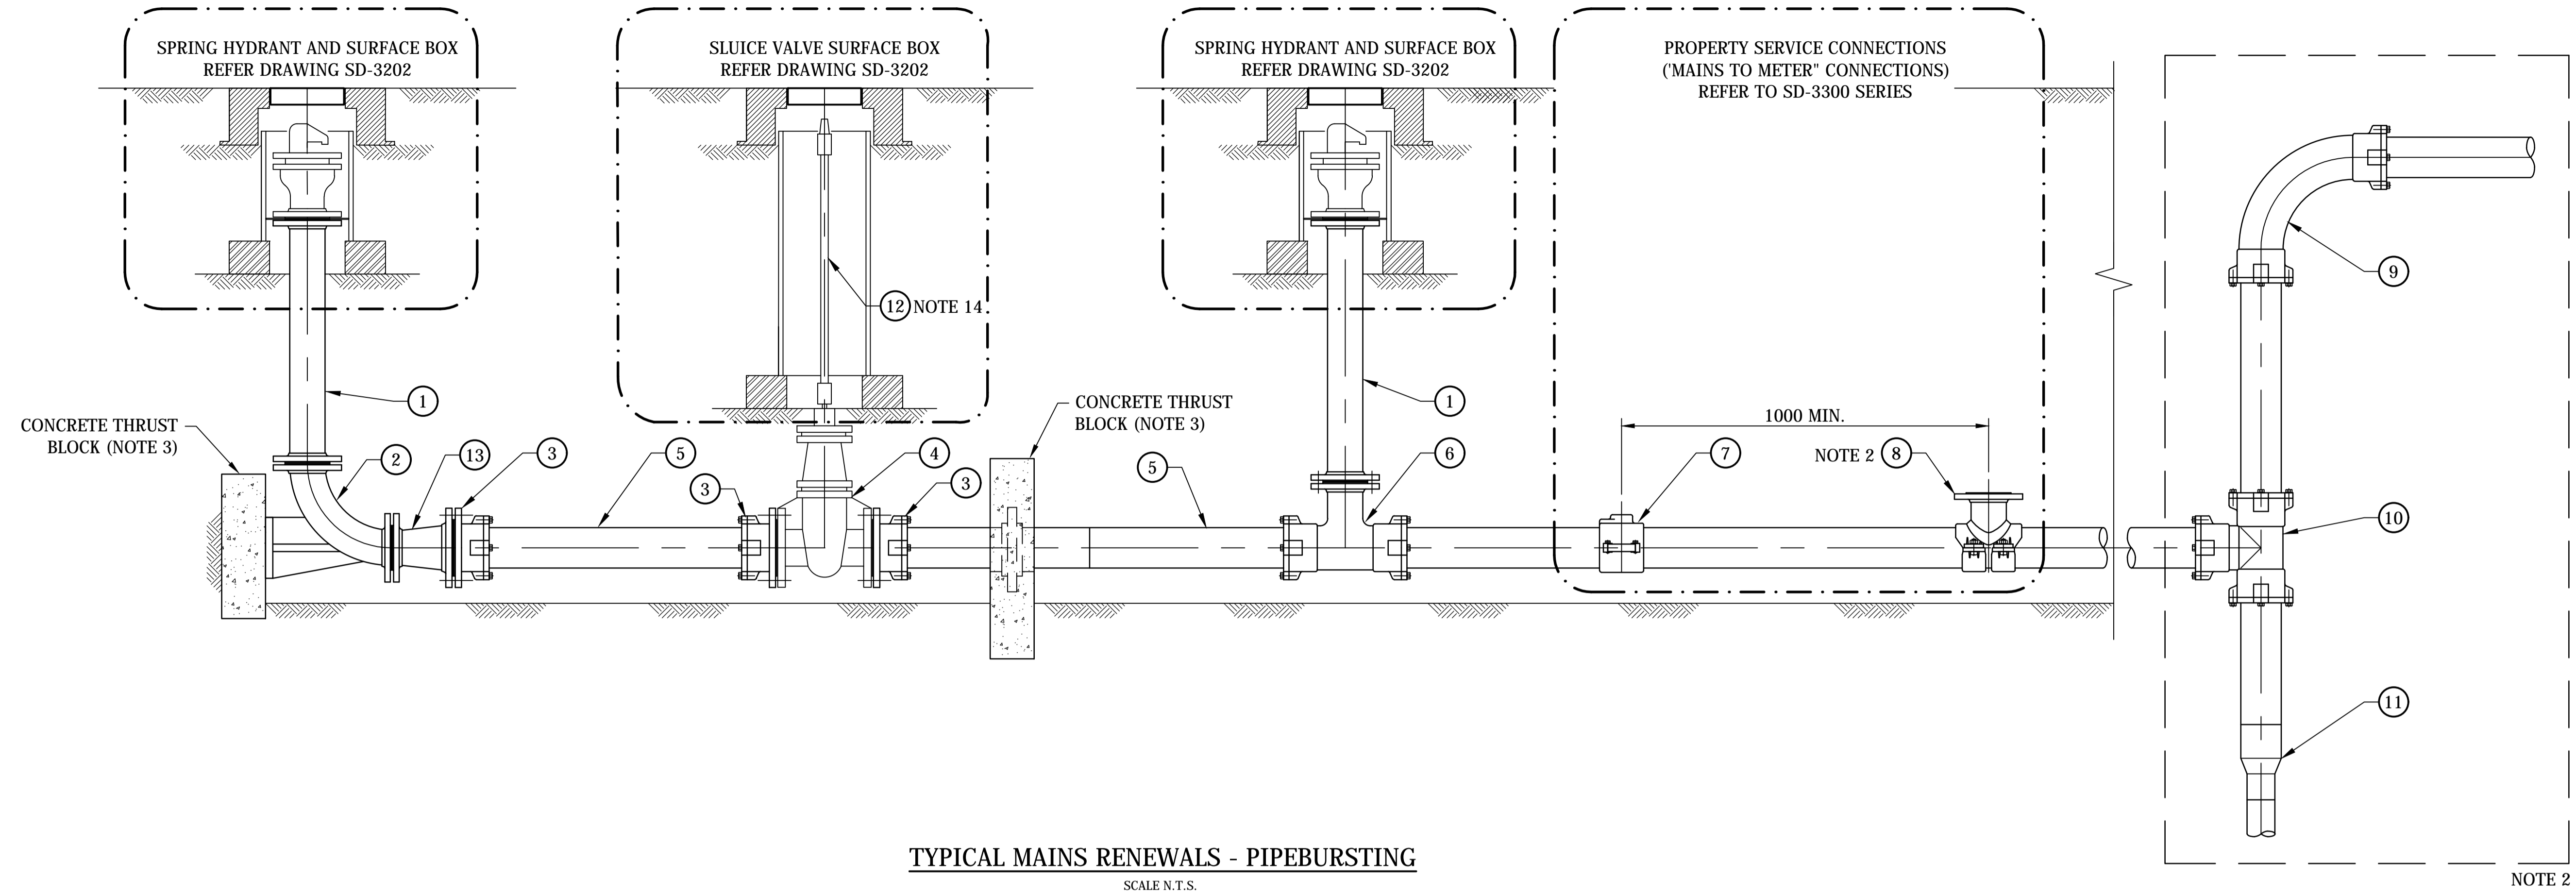 SPRING HYDRANT AND SURFACE BOX
REFER DRAWING SD-3202
SLUICE VALVE SURFACE BOX
REFER DRAWING SD-3202
SPRING HYDRANT AND SURFACE BOX
REFER DRAWING SD-3202
PROPERTY SERVICE CONNECTIONS
('MAINS TO METER" CONNECTIONS)
REFER TO SD-3300 SERIES
9
12 NOTE 14
1
CONCRETE THRUST
BLOCK (NOTE 3)
CONCRETE THRUST
BLOCK (NOTE 3)
1
1000 MIN.
2
13
3
5
3
4
3
5
6
7
NOTE 2 8
10
11
TYPICAL MAINS RENEWALS - PIPEBURSTING
SCALE N.T.S.
NOTE 2